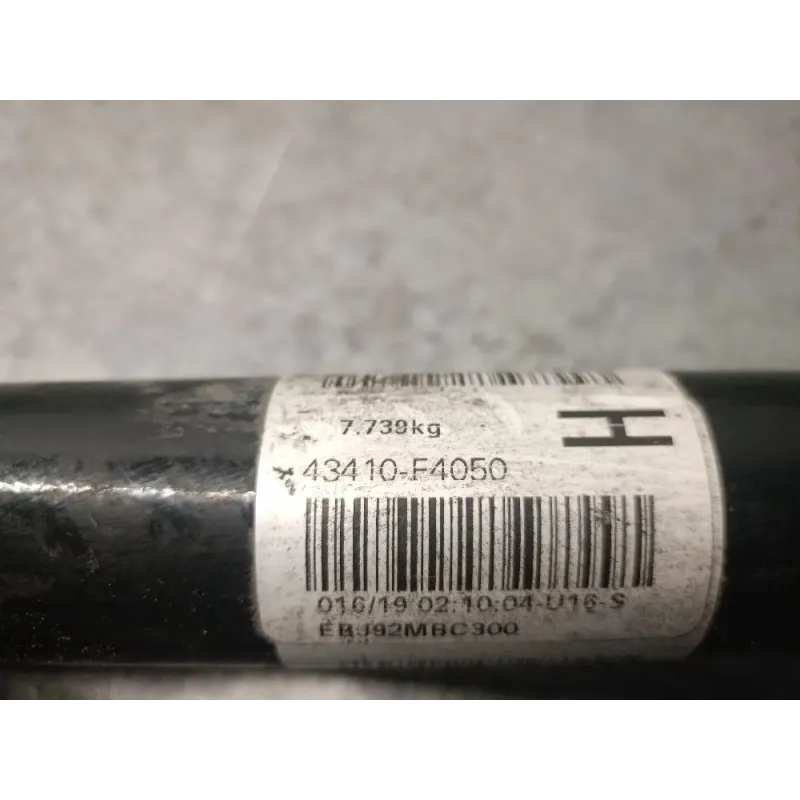 7.739kg
H
43410-F4050
016/19 02:10:04-U16-S
EBJ92MBC300